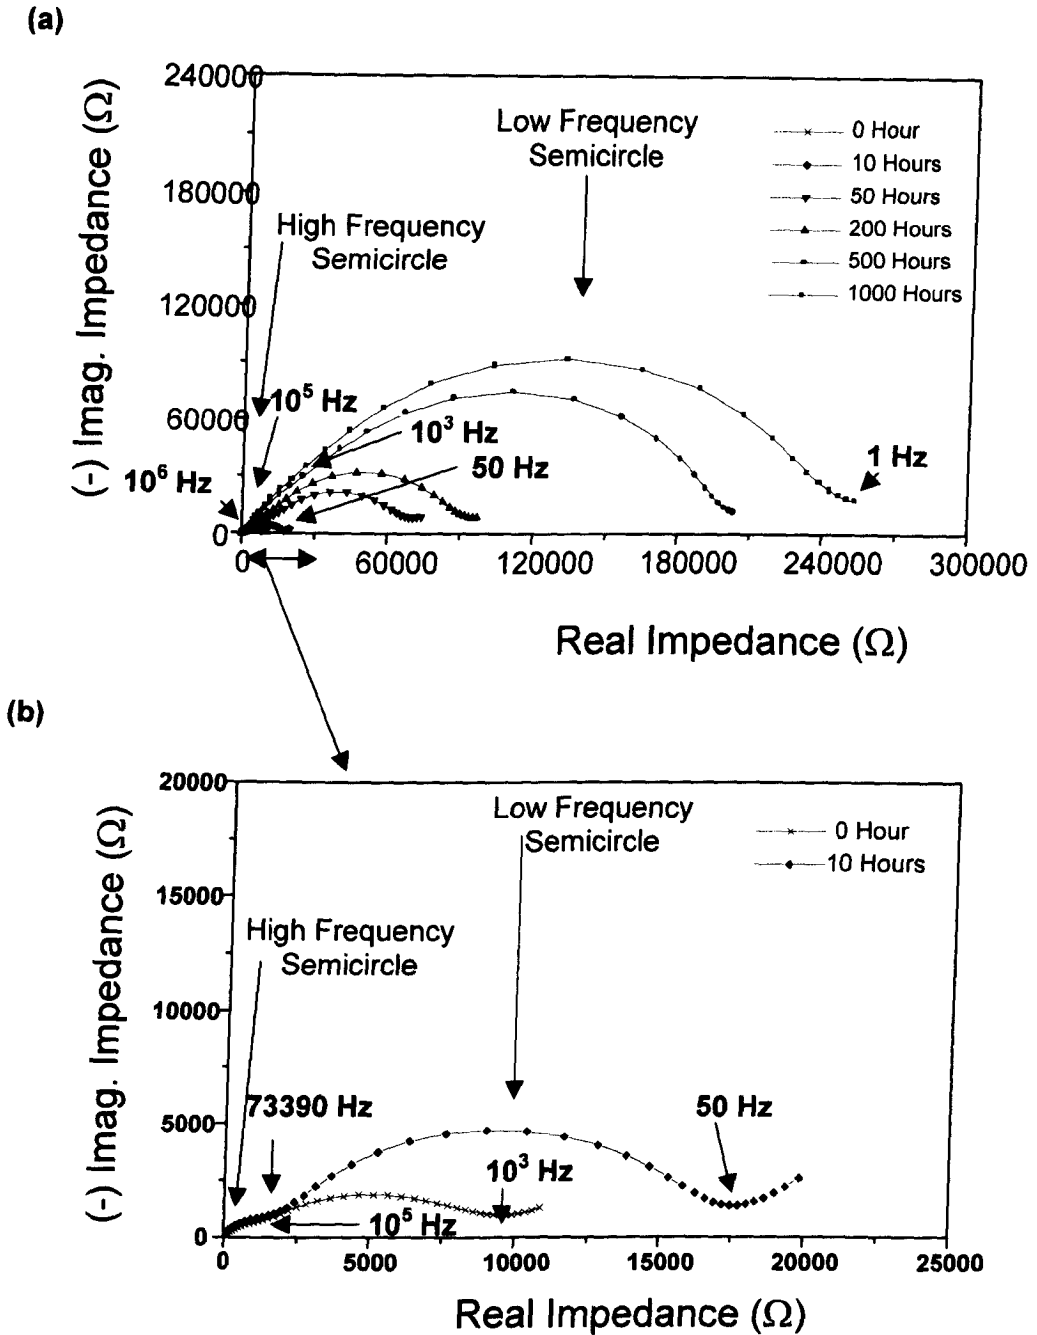 (a)
240000
180000
120000
60000
0
(-) Imag. Impedance (Ω)
Low Frequency
Semicircle
0 Hour
10 Hours
50 Hours
200 Hours
500 Hours
1000 Hours
High Frequency
Semicircle
10⁵ Hz
10³ Hz
50 Hz
1 Hz
10⁶ Hz
0 60000 120000 180000 240000 300000
Real Impedance (Ω)
(b)
20000
15000
10000
5000
0
(-) Imag. Impedance (Ω)
Low Frequency
Semicircle
0 Hour
10 Hours
High Frequency
Semicircle
73390 Hz
50 Hz
10³ Hz
10⁵ Hz
0 5000 10000 15000 20000 25000
Real Impedance (Ω)